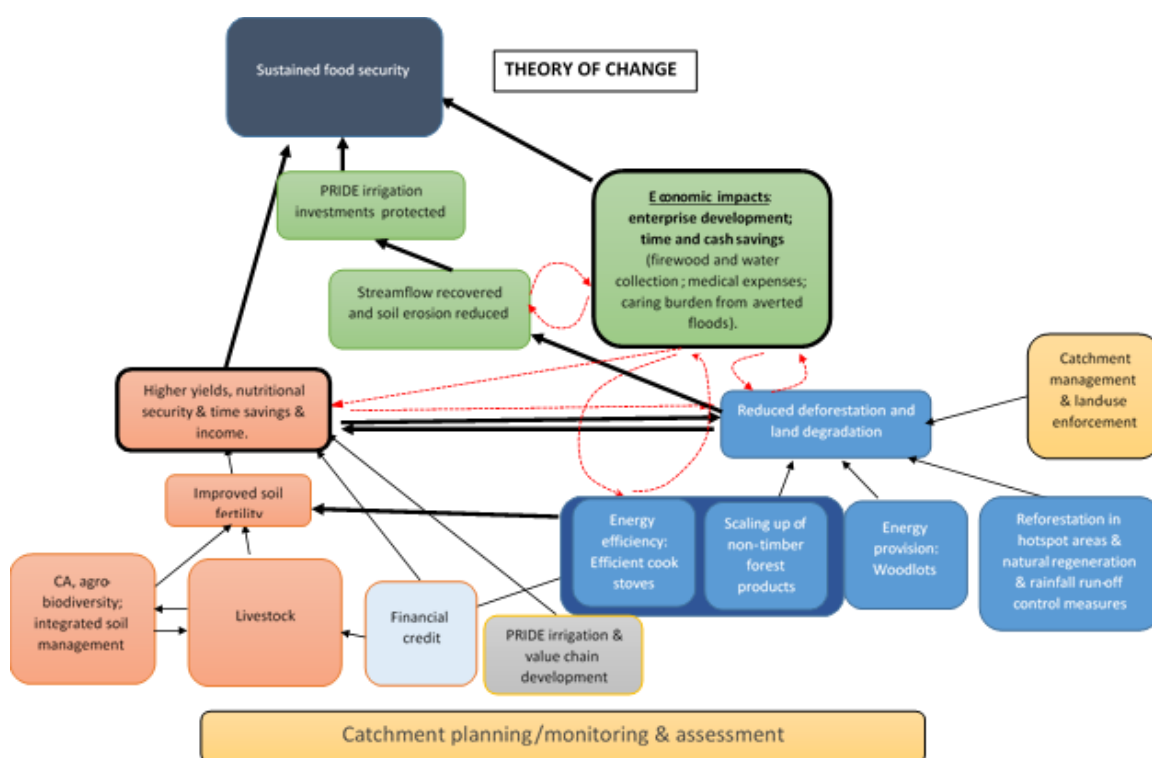 Sustained food security
THEORY OF CHANGE
PRIDE irrigation
investments protected
Economic impacts:
enterprise development;
time and cash savings
(firewood and water
collection ; medical expenses;
caring burden from averted
floods).
Streamflow recovered
and soil erosion reduced
Catchment
management
& landuse
enforcement
Higher yields, nutritional
security & time savings &
income.
Reduced deforestation and
land degradation
Improved soil
fertility
Energy
efficiency:
Efficient cook
stoves
Scaling up of
non-timber
forest
products
Energy
provision:
Woodlots
Reforestation in
hotspot areas &
natural regeneration
& rainfall run-off
control measures
CA, agro-
biodiversity;
integrated soil
management
Livestock
Financial
credit
PRIDE irrigation &
value chain
development
Catchment planning/monitoring & assessment